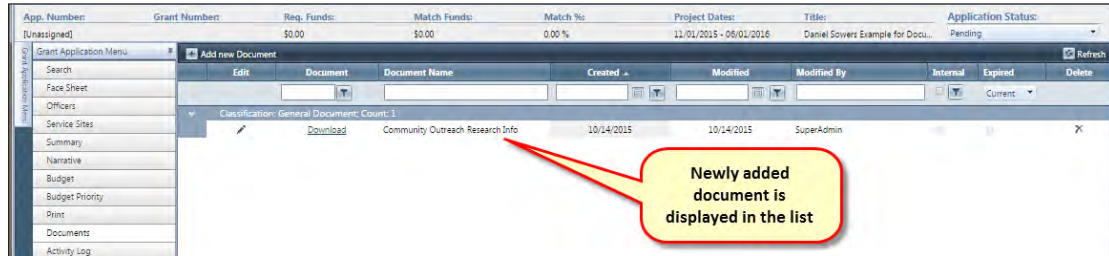 App. Number: Grant Number: Req. Funds: Match Funds: Match %: Project Dates: Title: Application Status:
[Unassigned] $0.00 $0.00 0.00 % 11/01/2015 - 06/01/2016 Daniel Sowers Example for Docu... Pending
Grant Application Menu
Grant Application Menu
Add new Document Refresh
Search
Edit Document Document Name Created Modified Modified By Internal Expired Delete
Face Sheet
Current
Officers
Service Sites
Classification: General Document; Count: 1
Summary
Download Community Outreach Research Info 10/14/2015 10/14/2015 SuperAdmin
Narrative
Budget
Budget Priority
Print
Documents
Activity Log
Newly added
document is
displayed in the list